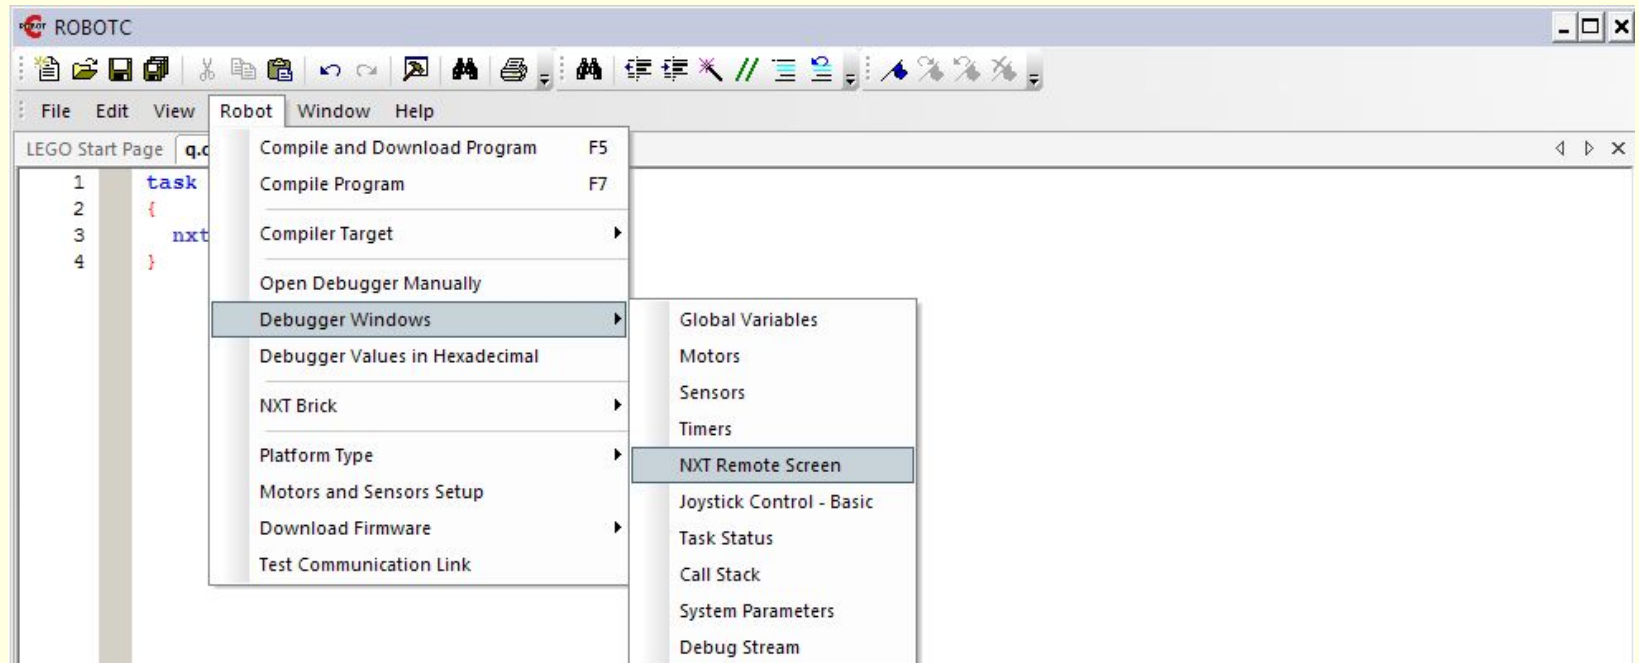 ROBOTC
File Edit View Robot Window Help
LEGO Start Page q.c
1 task
2 {
3 nxt
4 }
Compile and Download Program F5
Compile Program F7
Compiler Target
Open Debugger Manually
Debugger Windows
Debugger Values in Hexadecimal
NXT Brick
Platform Type
Motors and Sensors Setup
Download Firmware
Test Communication Link
Global Variables
Motors
Sensors
Timers
NXT Remote Screen
Joystick Control - Basic
Task Status
Call Stack
System Parameters
Debug Stream